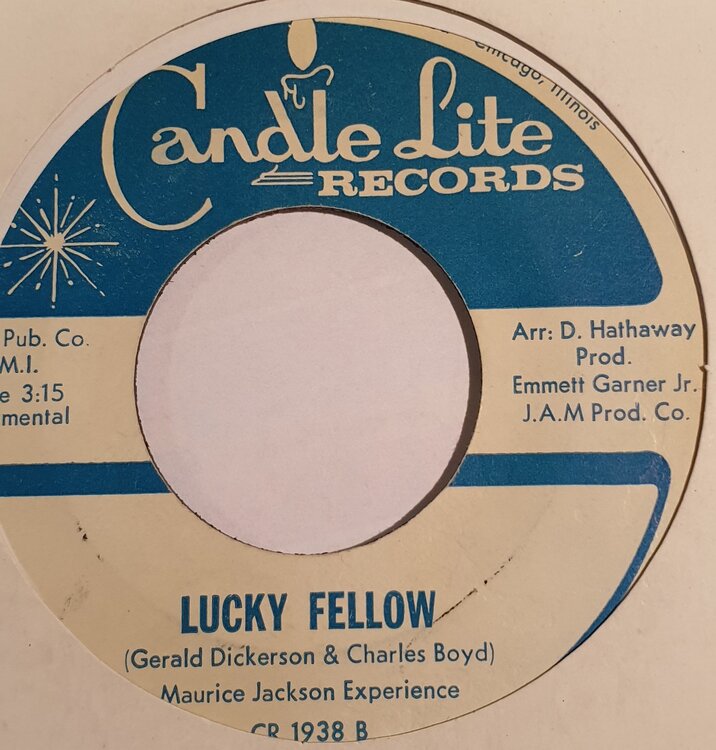 Chicago, Illinois
Candle Lite
RECORDS
Pub. Co.
M.I.
e 3:15
mental
Arr: D. Hathaway
Prod.
Emmett Garner Jr.
J.A.M Prod. Co.
LUCKY FELLOW
(Gerald Dickerson & Charles Boyd)
Maurice Jackson Experience
CR 1938 B